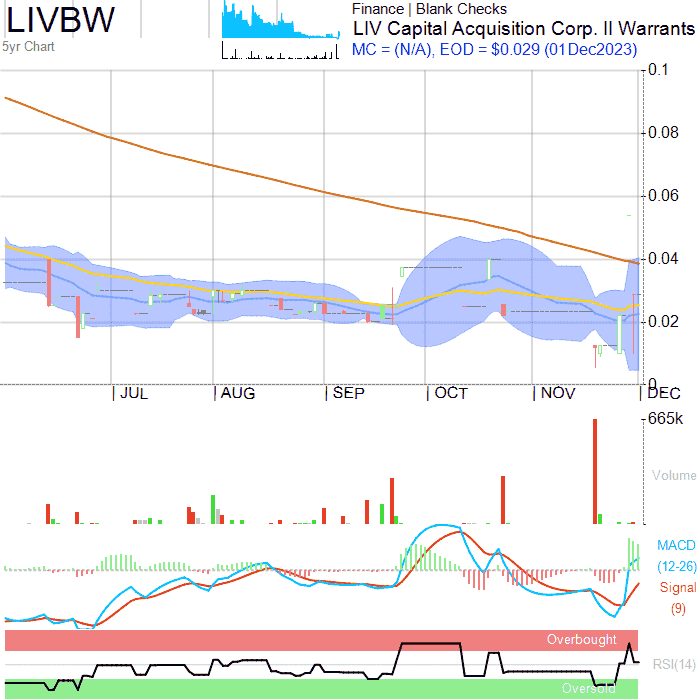 LIVBW
5yr Chart
Finance | Blank Checks
LIV Capital Acquisition Corp. II Warrants
MC = (N/A), EOD = $0.029 (01Dec2023)
0.1
0.08
0.06
0.04
0.02
0
JUL AUG SEP OCT NOV DEC
665k
Volume
MACD
(12-26)
Signal
(9)
Overbought
RSI(14)
Oversold